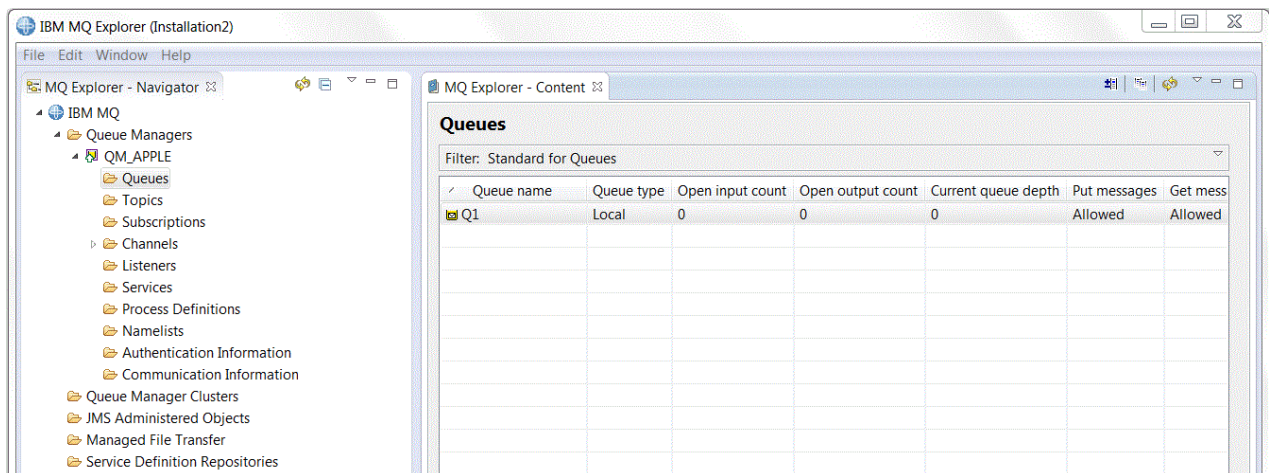 IBM MQ Explorer (Installation2)
File Edit Window Help
MQ Explorer - Navigator
IBM MQ
Queue Managers
QM_APPLE
Queues
Topics
Subscriptions
Channels
Listeners
Services
Process Definitions
Namelists
Authentication Information
Communication Information
Queue Manager Clusters
JMS Administered Objects
Managed File Transfer
Service Definition Repositories
MQ Explorer - Content
Queues
Filter: Standard for Queues
Queue name Queue type Open input count Open output count Current queue depth Put messages Get mess
Q1 Local 0 0 0 Allowed Allowed